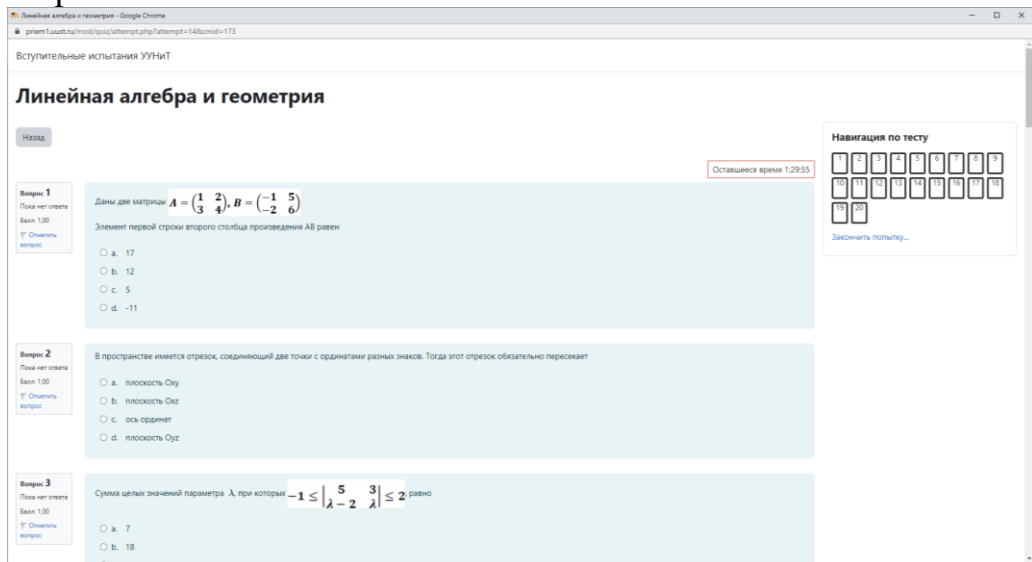 Линейная алгебра и геометрия - Google Chrome
priem1.uust.ru/mod/quiz/attempt.php?attempt=14&cmid=173
Вступительные испытания УУНиТ
Линейная алгебра и геометрия
Назад
Оставшееся время 1:29:55
Вопрос 1
Пока нет ответа
Балл: 1,00
Отметить вопрос
Даны две матрицы A = (1 2 3 4), B = (−1 5 −2 6)
Элемент первой строки второго столбца произведения АВ равен
a. 17
b. 12
c. 5
d. -11
Вопрос 2
Пока нет ответа
Балл: 1,00
Отметить вопрос
В пространстве имеется отрезок, соединяющий две точки с ординатами разных знаков. Тогда этот отрезок обязательно пересекает
a. плоскость Oxy
b. плоскость Oxz
c. ось ординат
d. плоскость Oyz
Вопрос 3
Пока нет ответа
Балл: 1,00
Отметить вопрос
Сумма целых значений параметра λ, при которых −1 ≤ |5 3 λ − 2 λ| ≤ 2, равно
a. 7
b. 18
Навигация по тесту
1 2 3 4 5 6 7 8 9
10 11 12 13 14 15 16 17 18
19 20
Закончить попытку...